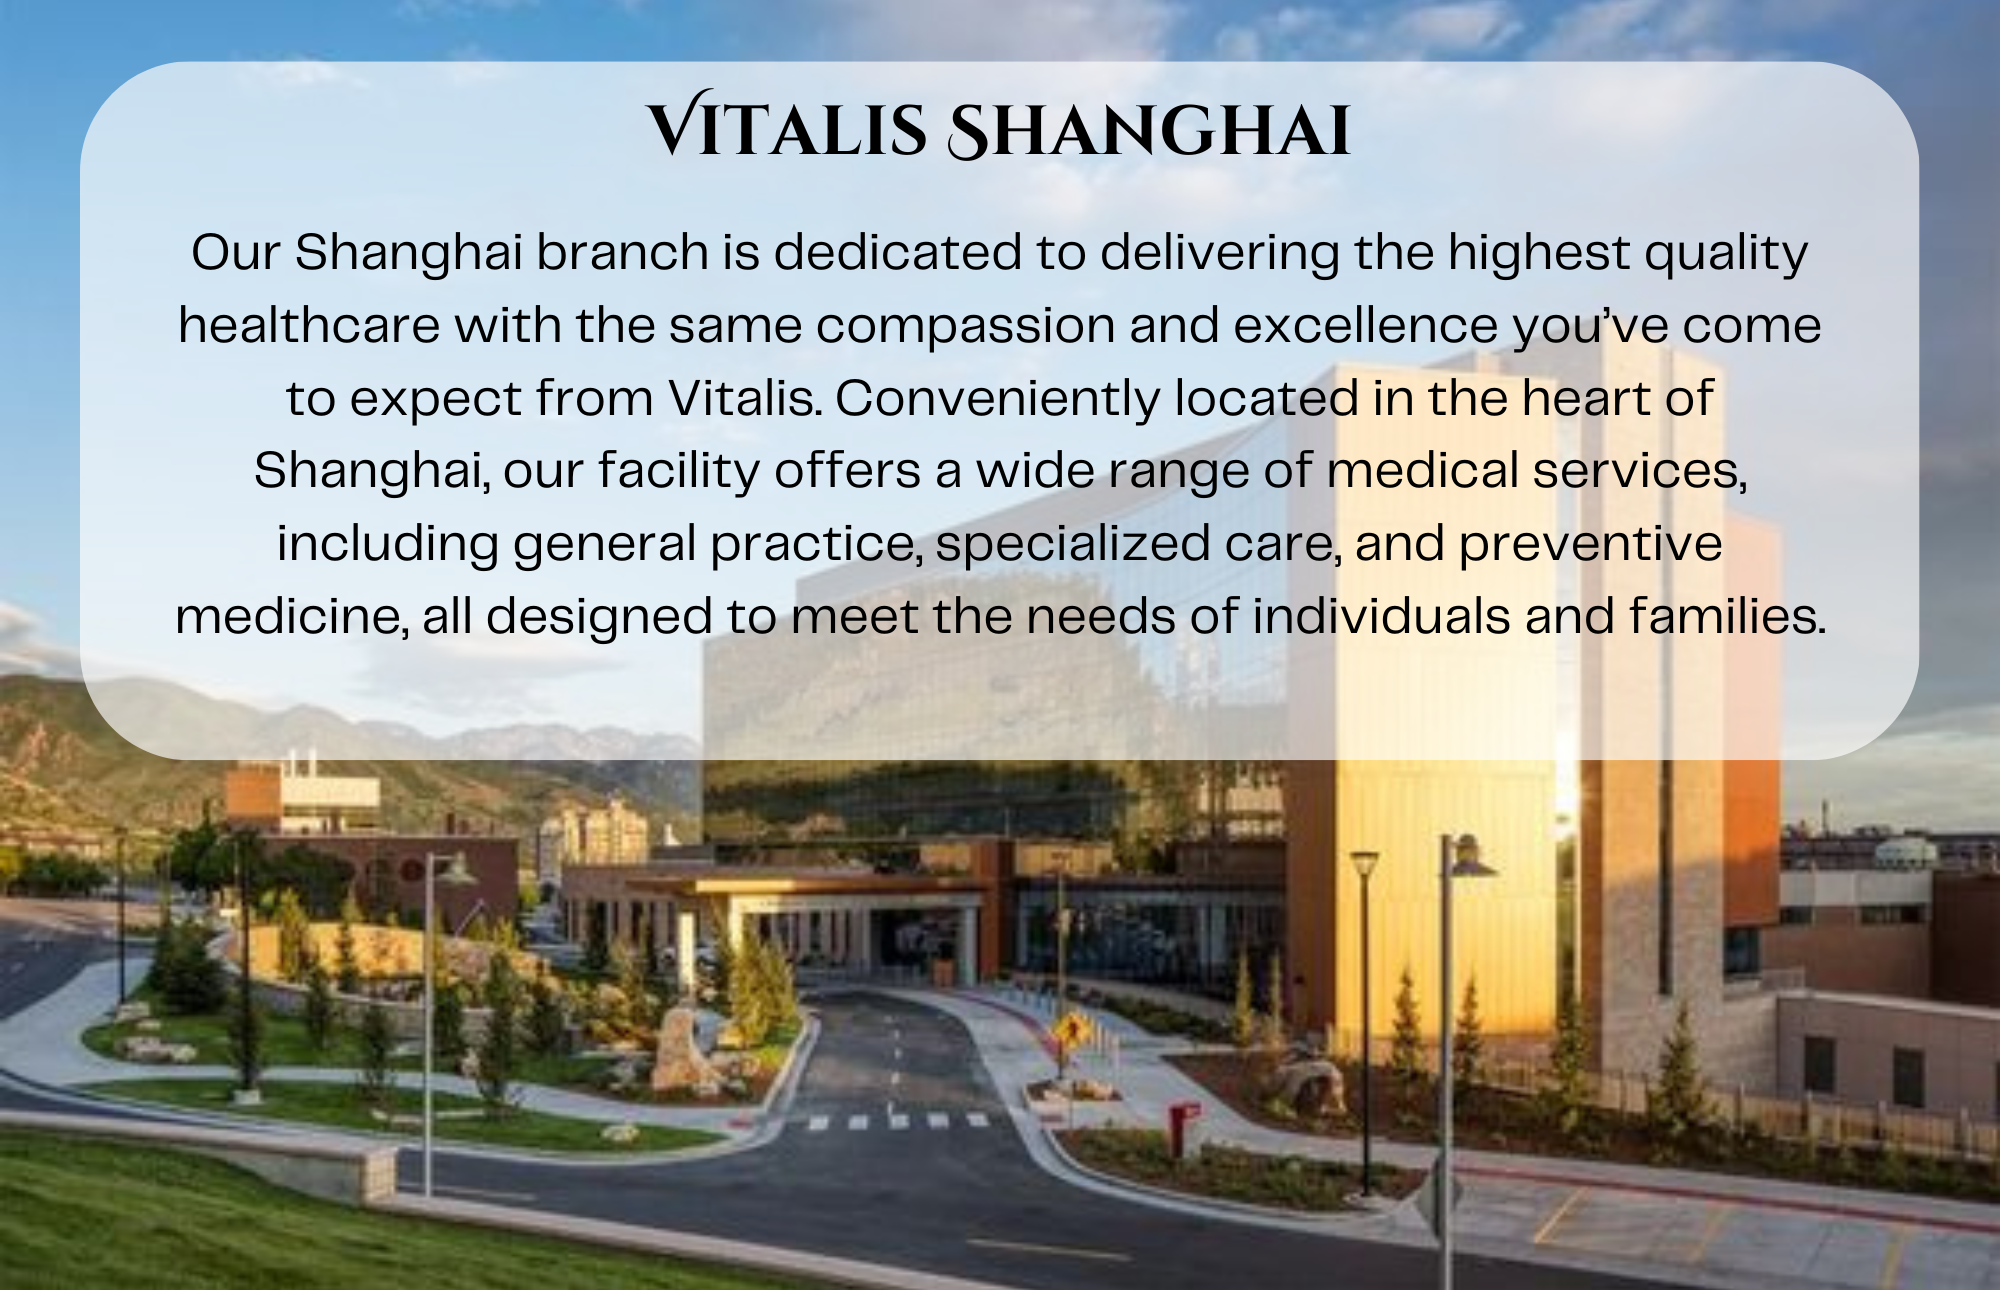 Vitalis Shanghai
Our Shanghai branch is dedicated to delivering the highest quality
healthcare with the same compassion and excellence you’ve come
to expect from Vitalis. Conveniently located in the heart of
Shanghai, our facility offers a wide range of medical services,
including general practice, specialized care, and preventive
medicine, all designed to meet the needs of individuals and families.